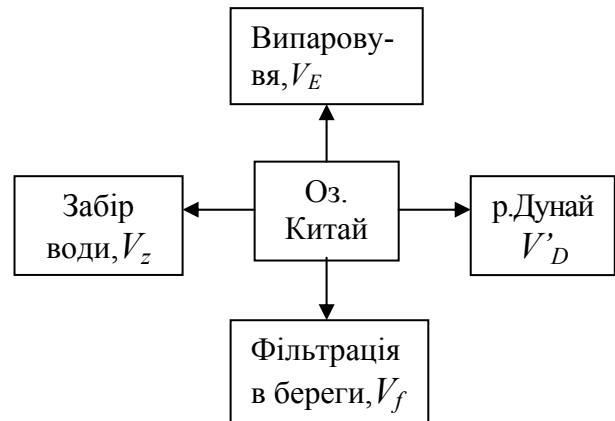 Випарову-
вя, V_E
Забір
води, V_z
Оз.
Китай
р.Дунай
V’_D
Фільтрація
в береги, V_f